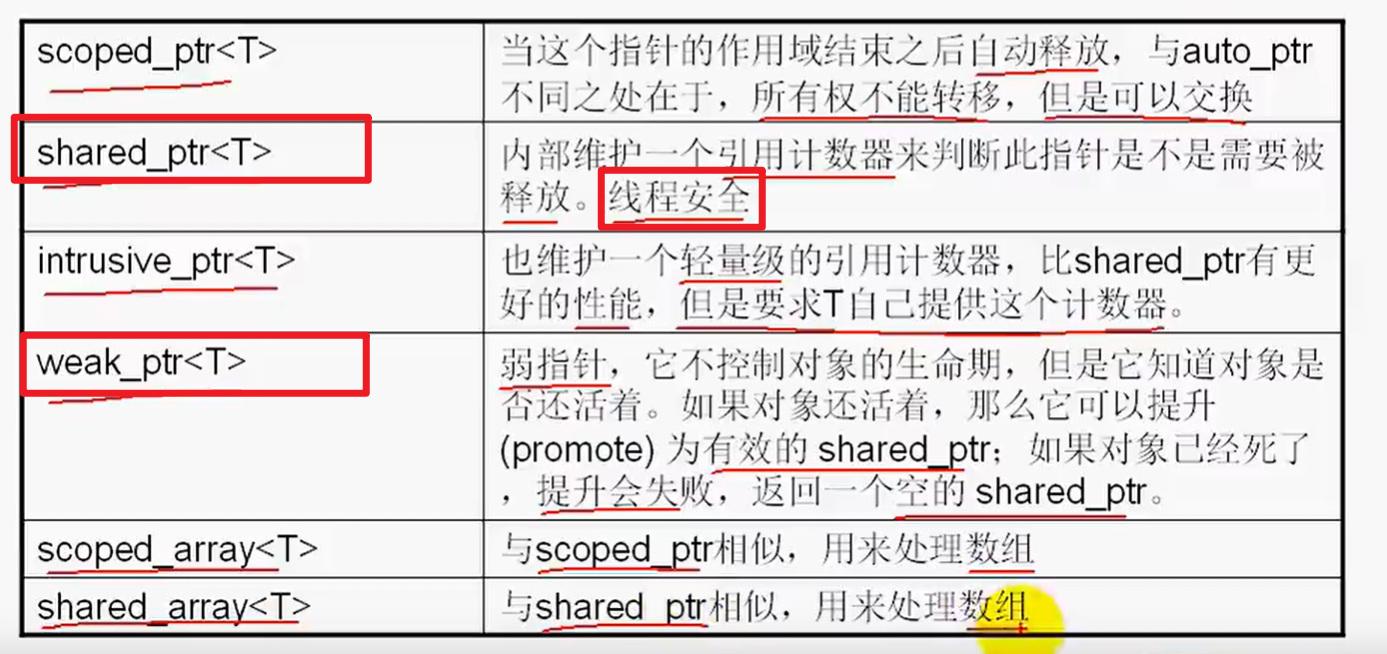 scoped_ptr<T>
当这个指针的作用域结束之后自动释放，与auto_ptr
不同之处在于，所有权不能转移，但是可以交换
shared_ptr<T>
内部维护一个引用计数器来判断此指针是不是需要被
释放。线程安全
intrusive_ptr<T>
也维护一个轻量级的引用计数器，比shared_ptr有更
好的性能，但是要求T自己提供这个计数器。
weak_ptr<T>
弱指针，它不控制对象的生命期，但是它知道对象是
否还活着。如果对象还活着，那么它可以提升
(promote) 为有效的 shared_ptr；如果对象已经死了
，提升会失败，返回一个空的 shared_ptr。
scoped_array<T>
与scoped_ptr相似，用来处理数组
shared_array<T>
与shared_ptr相似，用来处理数组